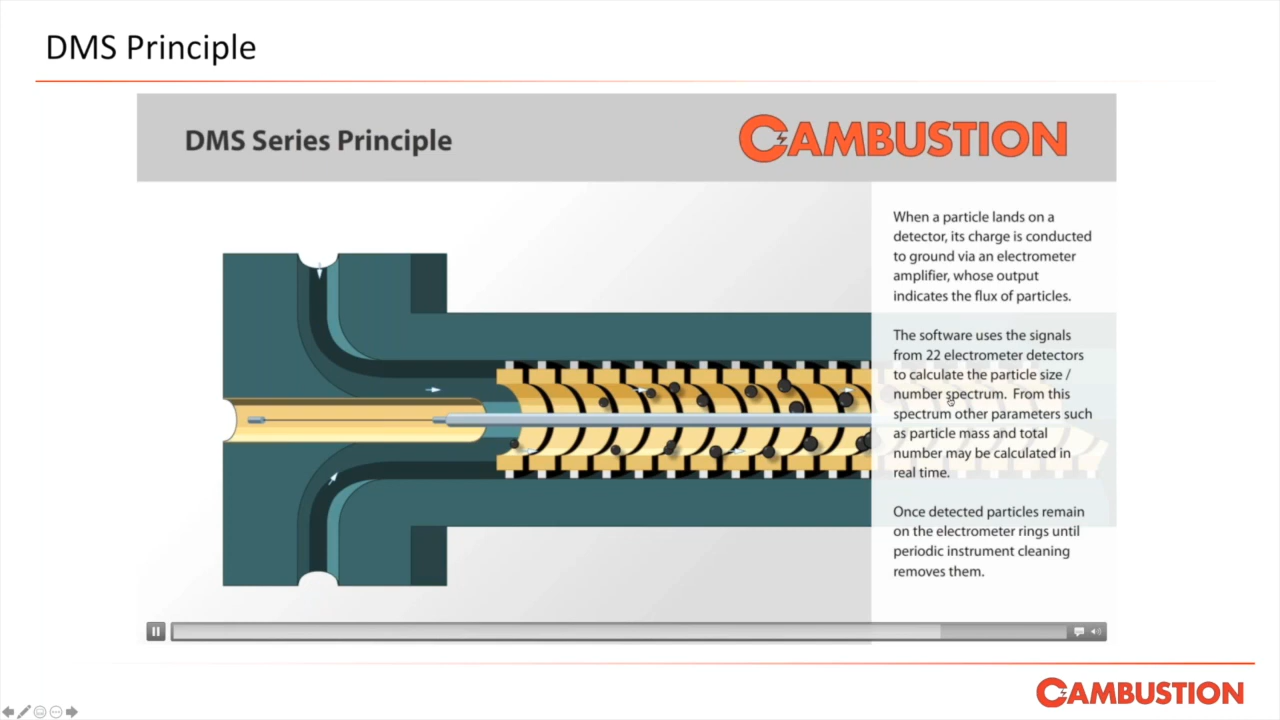 DMS Principle
DMS Series Principle
CAMBUSTION
When a particle lands on a
detector, its charge is conducted
to ground via an electrometer
amplifier, whose output
indicates the flux of particles.
The software uses the signals
from 22 electrometer detectors
to calculate the particle size /
number spectrum.  From this
spectrum other parameters such
as particle mass and total
number may be calculated in
real time.
Once detected particles remain
on the electrometer rings until
periodic instrument cleaning
removes them.
CAMBUSTION